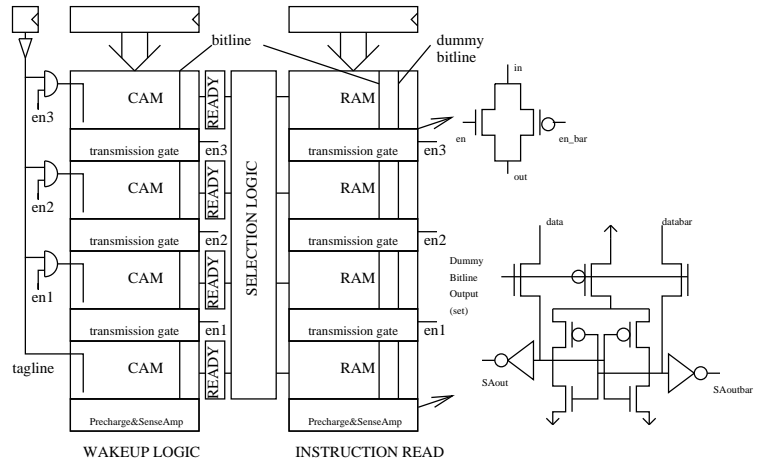 bitline
dummy
bitline
CAM
READY
RAM
in
en3
en
en_bar
transmission gate
en3
transmission gate
en3
out
CAM
READY
RAM
en2
SELECTION LOGIC
transmission gate
en2
transmission gate
en2
data
databar
CAM
READY
RAM
Dummy
Bitline
Output
(set)
en1
transmission gate
en1
transmission gate
en1
tagline
CAM
READY
RAM
SAout
SAoutbar
Precharge&SenseAmp
Precharge&SenseAmp
WAKEUP LOGIC
INSTRUCTION READ